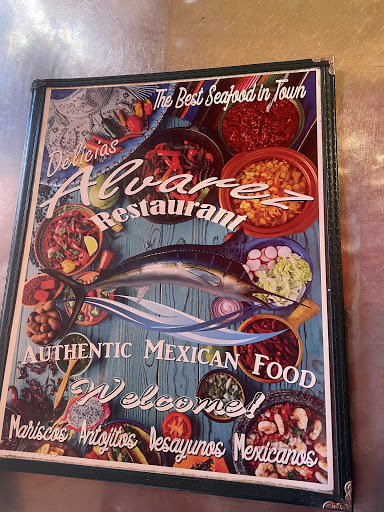 The Best Seafood in Town
Delicias
Alvarez
Restaurant
Authentic Mexican Food
Welcome!
Mariscos Antojitos Desayunos Mexicanos